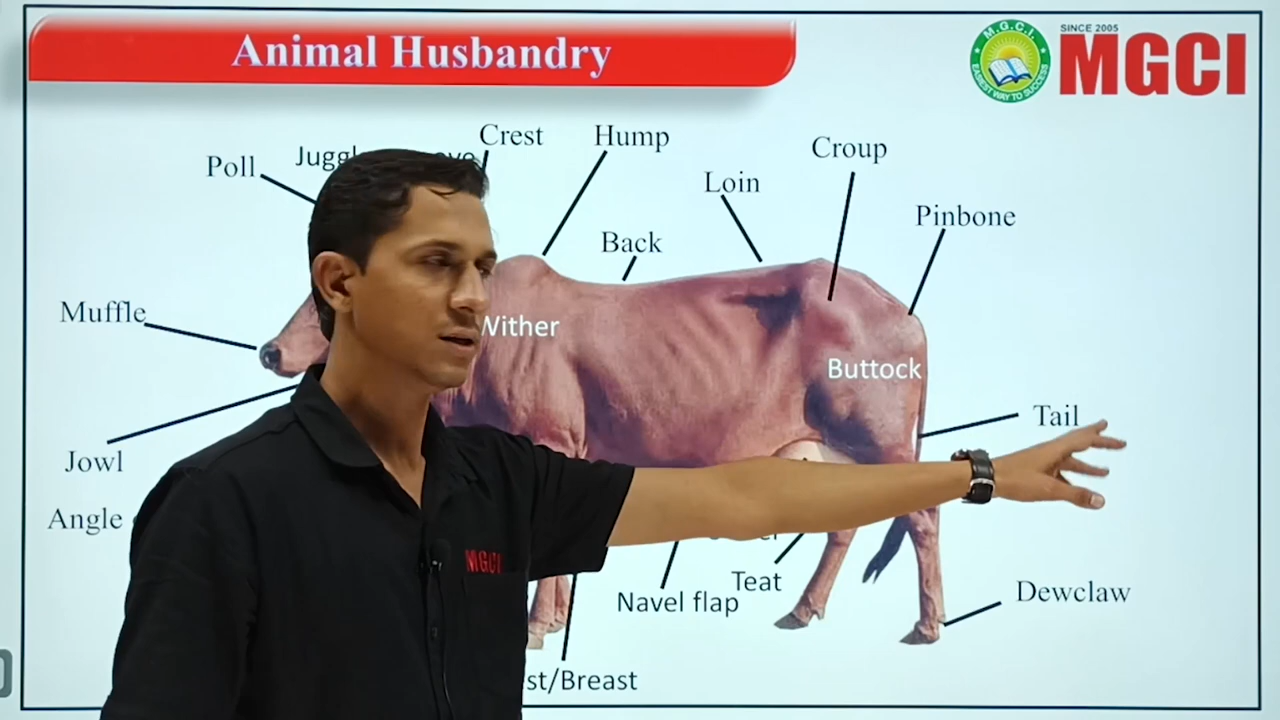 Animal Husbandry
SINCE 2005
MGCI
M.G.C.I.
EASIEST WAY TO SUCCESS
Crest
Hump
Croup
Poll
Loin
Pinbone
Back
Muffle
Wither
Buttock
Tail
Jowl
Angle
MGCI
Teat
Navel flap
Dewclaw
st/Breast